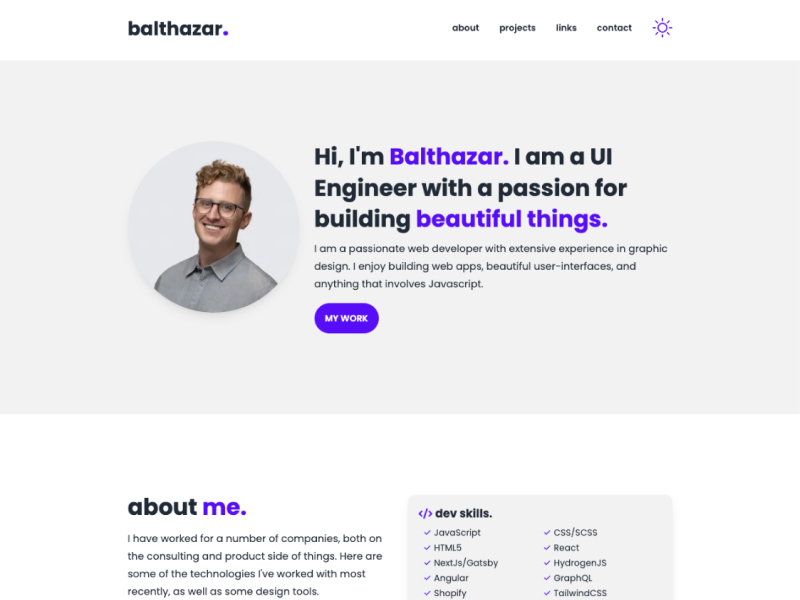 balthazar.
about projects links contact
Hi, I'm Balthazar. I am a UI
Engineer with a passion for
building beautiful things.
I am a passionate web developer with extensive experience in graphic
design. I enjoy building web apps, beautiful user-interfaces, and
anything that involves Javascript.
MY WORK
about me.
I have worked for a number of companies, both on
the consulting and product side of things. Here are
some of the technologies I've worked with most
recently, as well as some design tools.
</> dev skills.
JavaScript
HTML5
NextJs/Gatsby
Angular
Shopify
CSS/SCSS
React
HydrogenJS
GraphQL
TailwindCSS